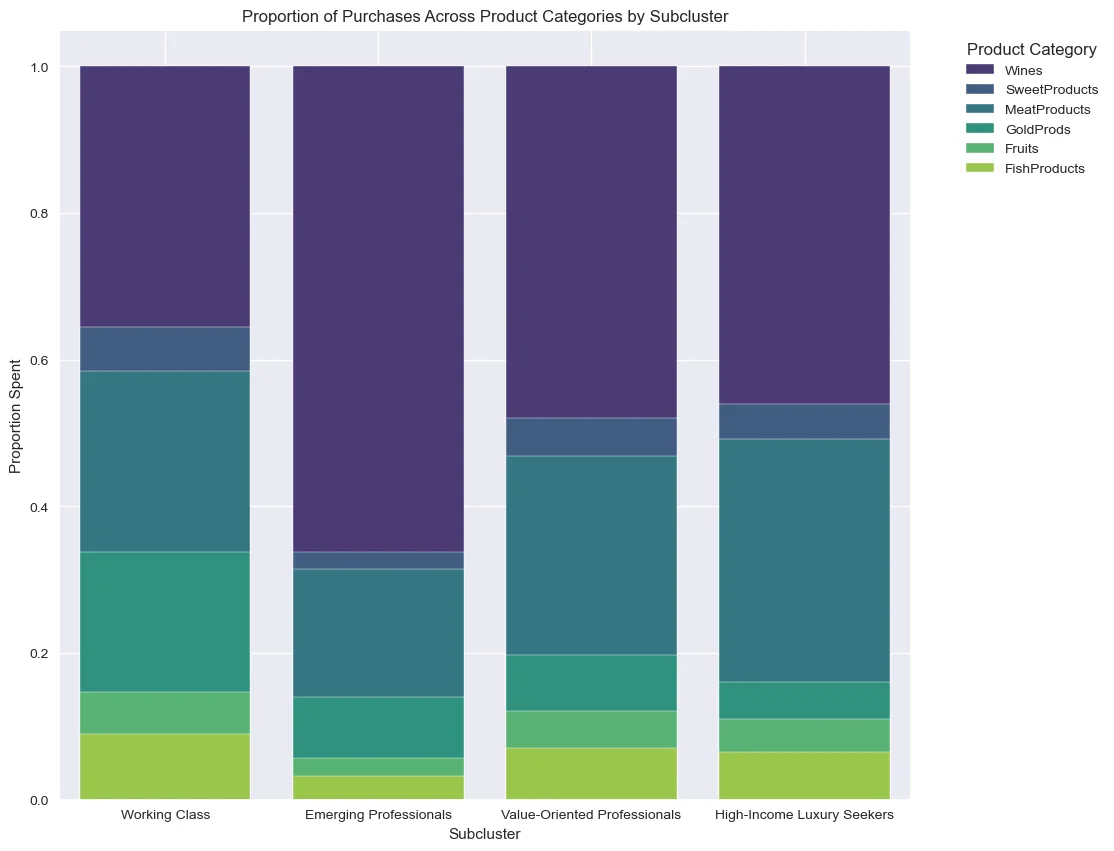 Proportion of Purchases Across Product Categories by Subcluster
Product Category
Wines
SweetProducts
MeatProducts
GoldProds
Fruits
FishProducts
Proportion Spent
1.0
0.8
0.6
0.4
0.2
0.0
Working Class
Emerging Professionals
Value-Oriented Professionals
High-Income Luxury Seekers
Subcluster